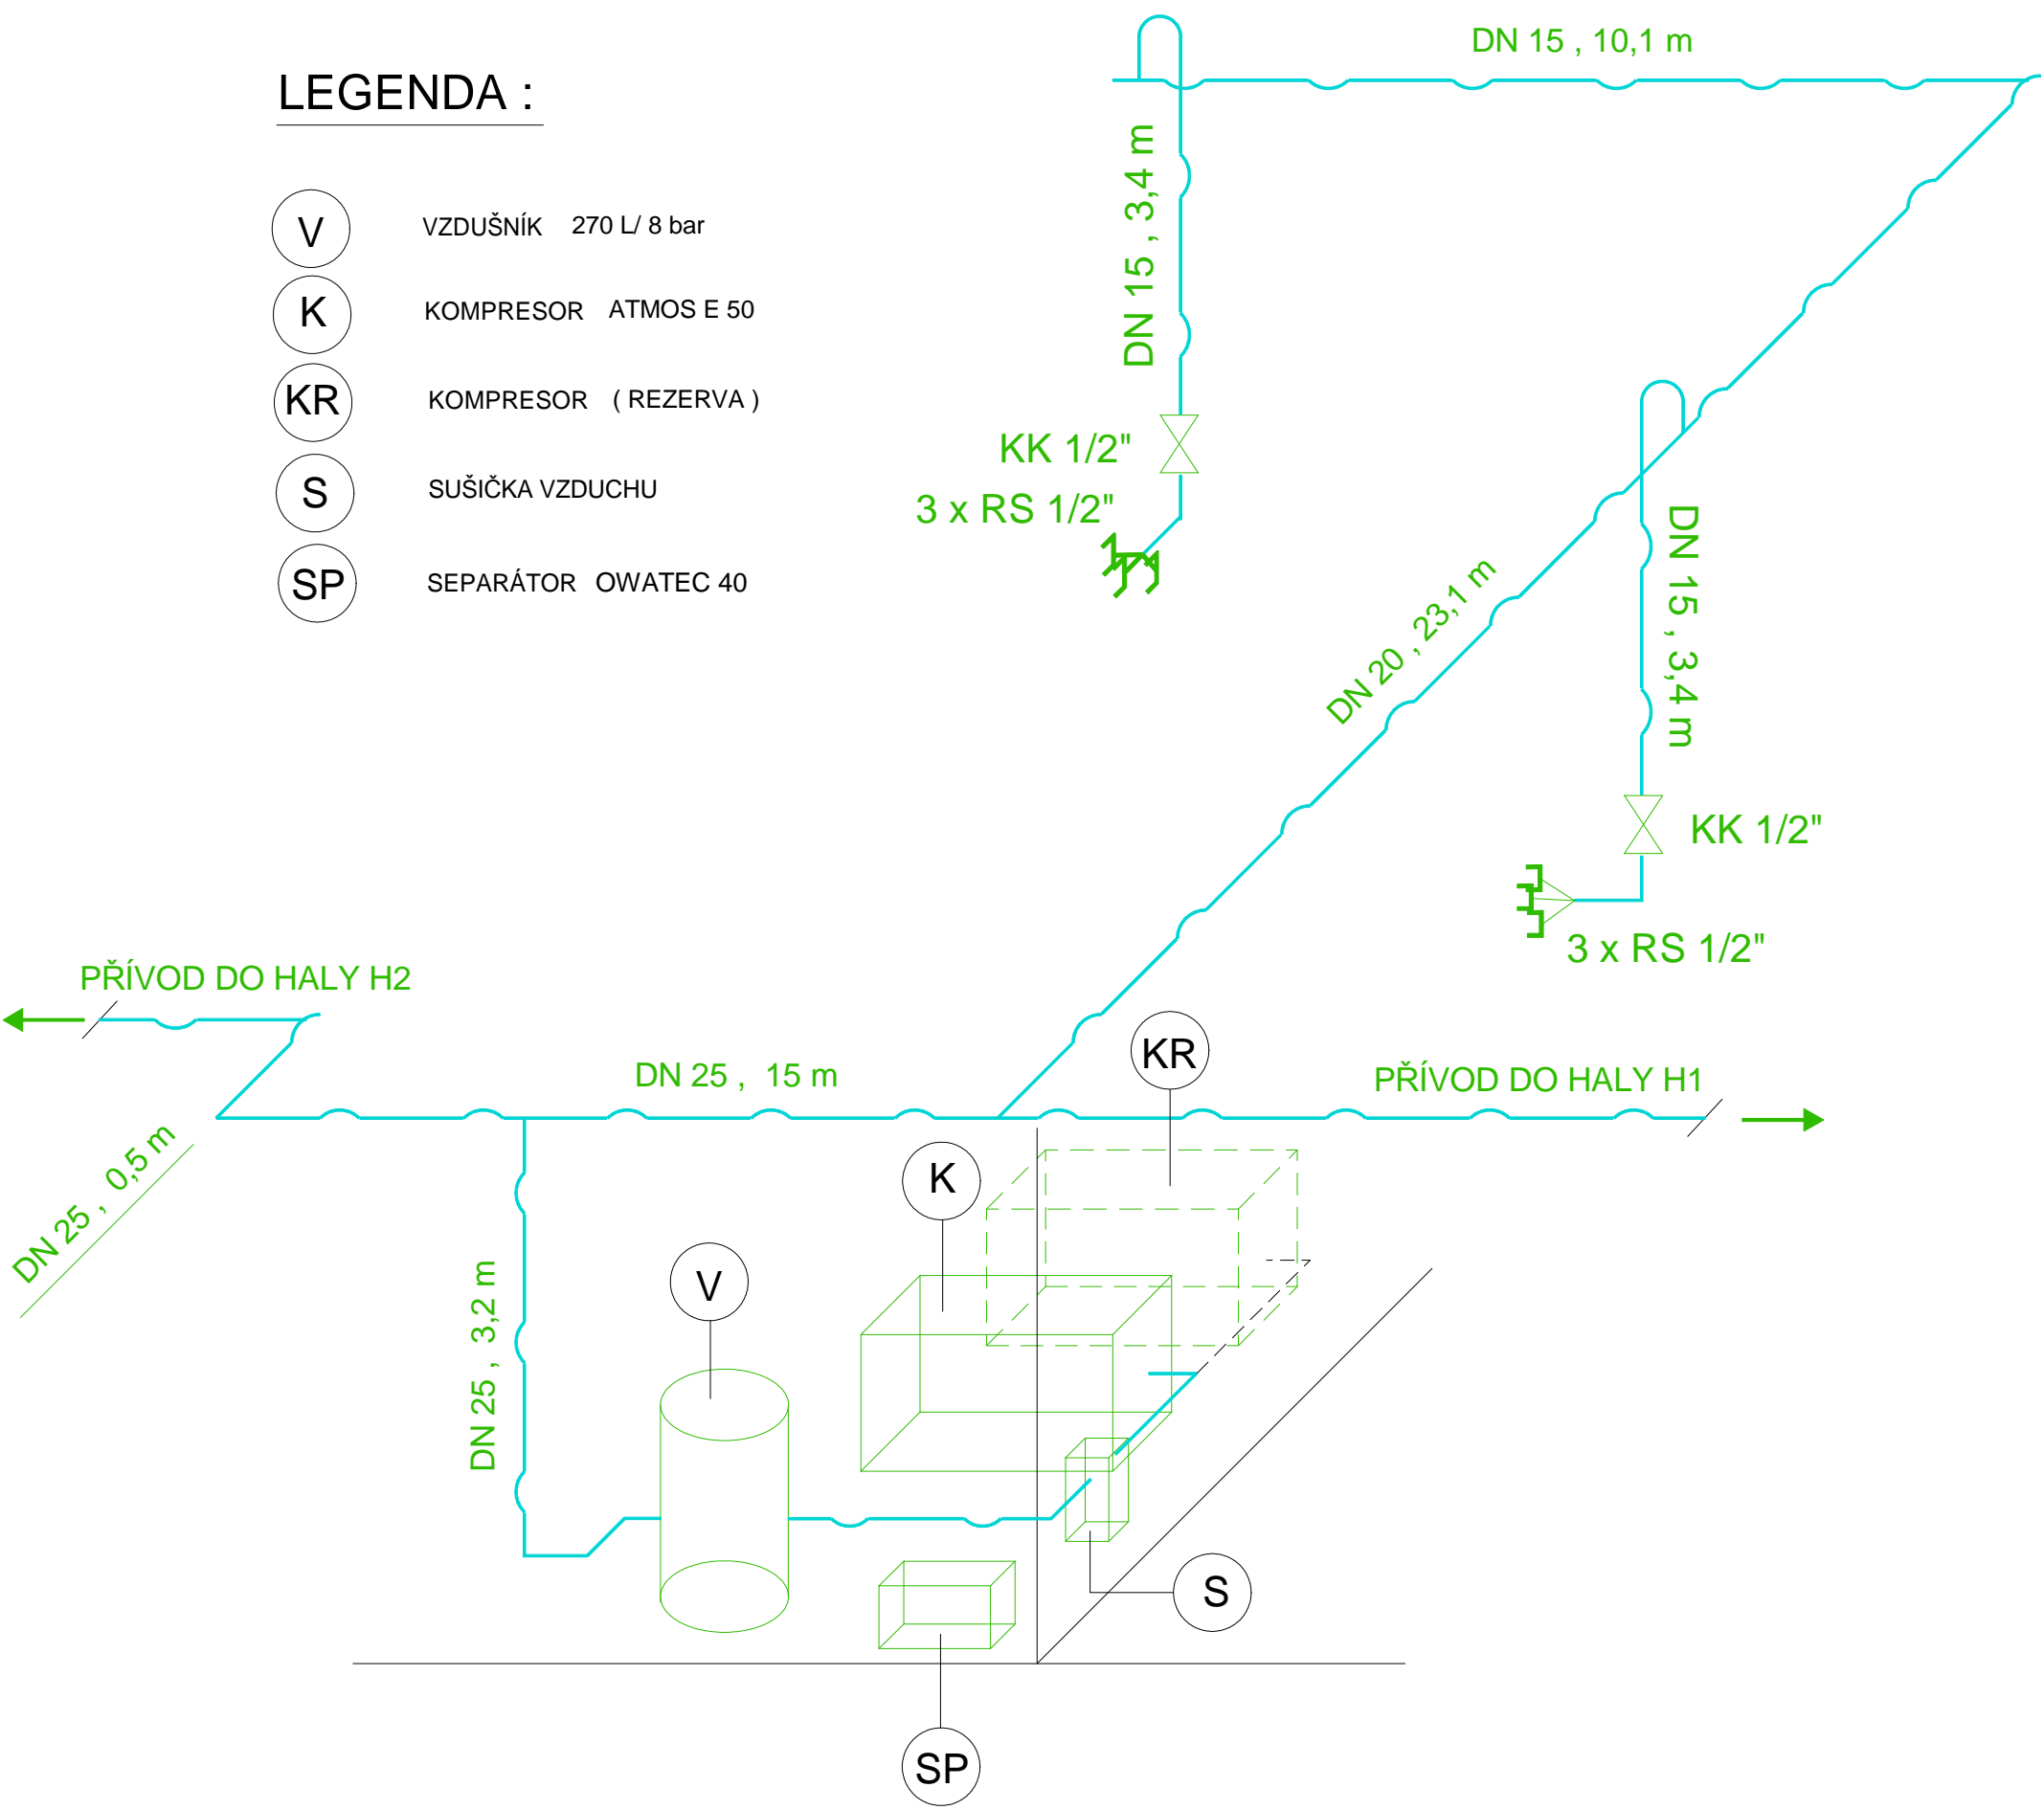 LEGENDA :
V VZDUŠNÍK 270 L/ 8 bar
K KOMPRESOR ATMOS E 50
KR KOMPRESOR ( REZERVA )
S SUŠIČKA VZDUCHU
SP SEPARÁTOR OWATEC 40
DN 15 , 10,1 m
DN 15 , 3,4 m
KK 1/2"
3 x RS 1/2"
DN 20 , 23,1 m
DN 15 , 3,4 m
KK 1/2"
3 x RS 1/2"
PŘÍVOD DO HALY H2
DN 25 , 15 m
KR
PŘÍVOD DO HALY H1
DN 25 , 0,5 m
K
V
DN 25 , 3,2 m
S
SP